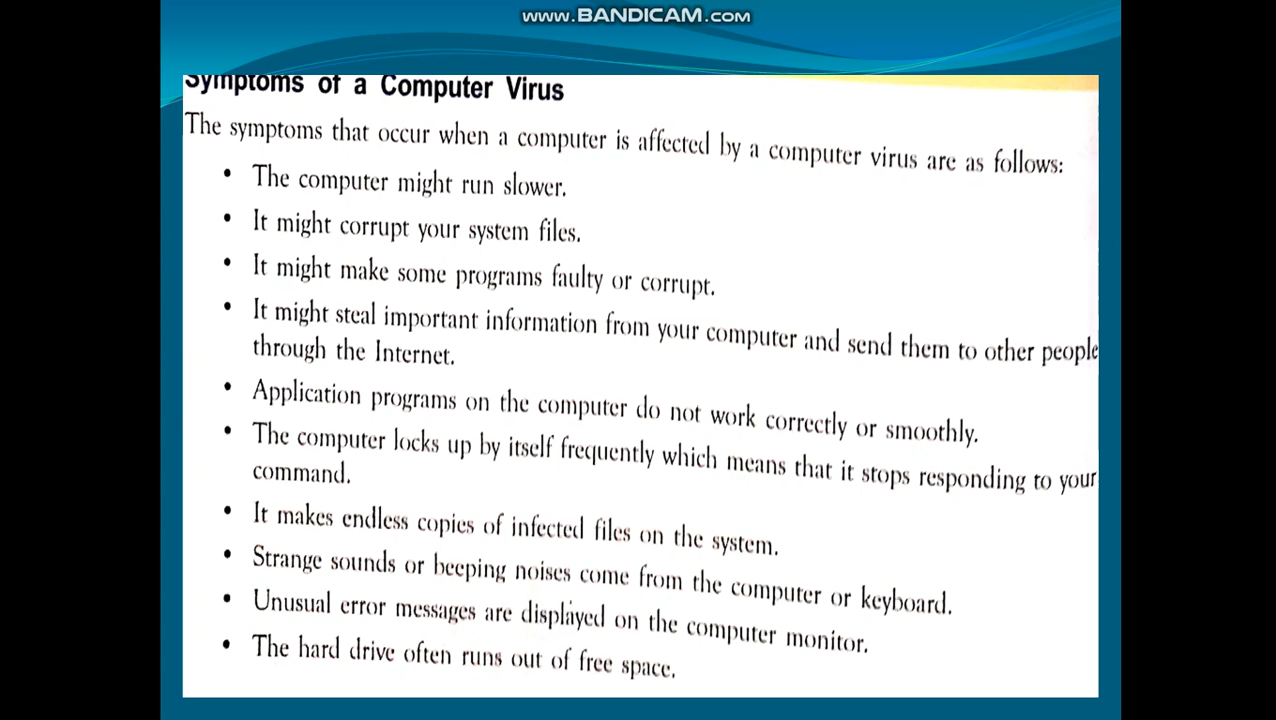 www.BANDICAM.com
Symptoms of a Computer Virus
The symptoms that occur when a computer is affected by a computer virus are as follows:
• The computer might run slower.
• It might corrupt your system files.
• It might make some programs faulty or corrupt.
• It might steal important information from your computer and send them to other people
through the Internet.
• Application programs on the computer do not work correctly or smoothly.
• The computer locks up by itself frequently which means that it stops responding to your
command.
• It makes endless copies of infected files on the system.
• Strange sounds or beeping noises come from the computer or keyboard.
• Unusual error messages are displayed on the computer monitor.
• The hard drive often runs out of free space.